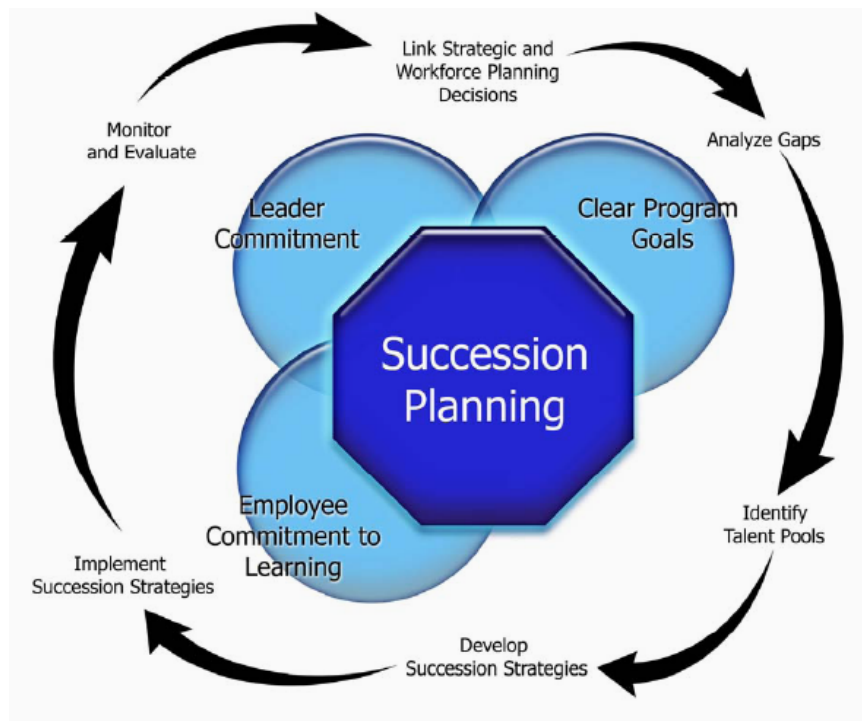 Link Strategic and
Workforce Planning
Decisions
Analyze Gaps
Identify
Talent Pools
Develop
Succession Strategies
Implement
Succession Strategies
Monitor
and Evaluate
Leader
Commitment
Clear Program
Goals
Succession
Planning
Employee
Commitment to
Learning